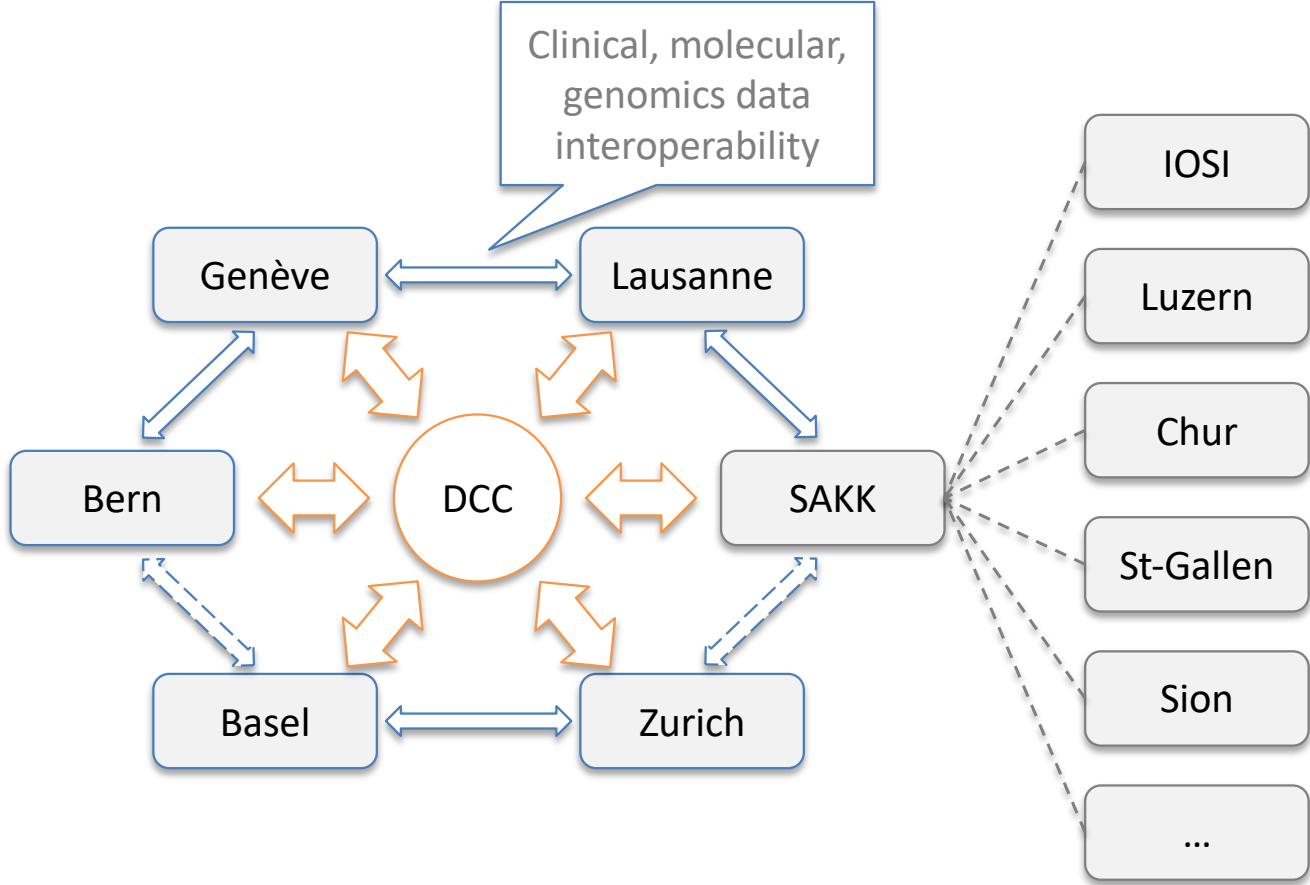 Clinical, molecular,
genomics data
interoperability
IOSI
Genève
Lausanne
Luzern
Chur
Bern
DCC
SAKK
St-Gallen
Basel
Zurich
Sion
...